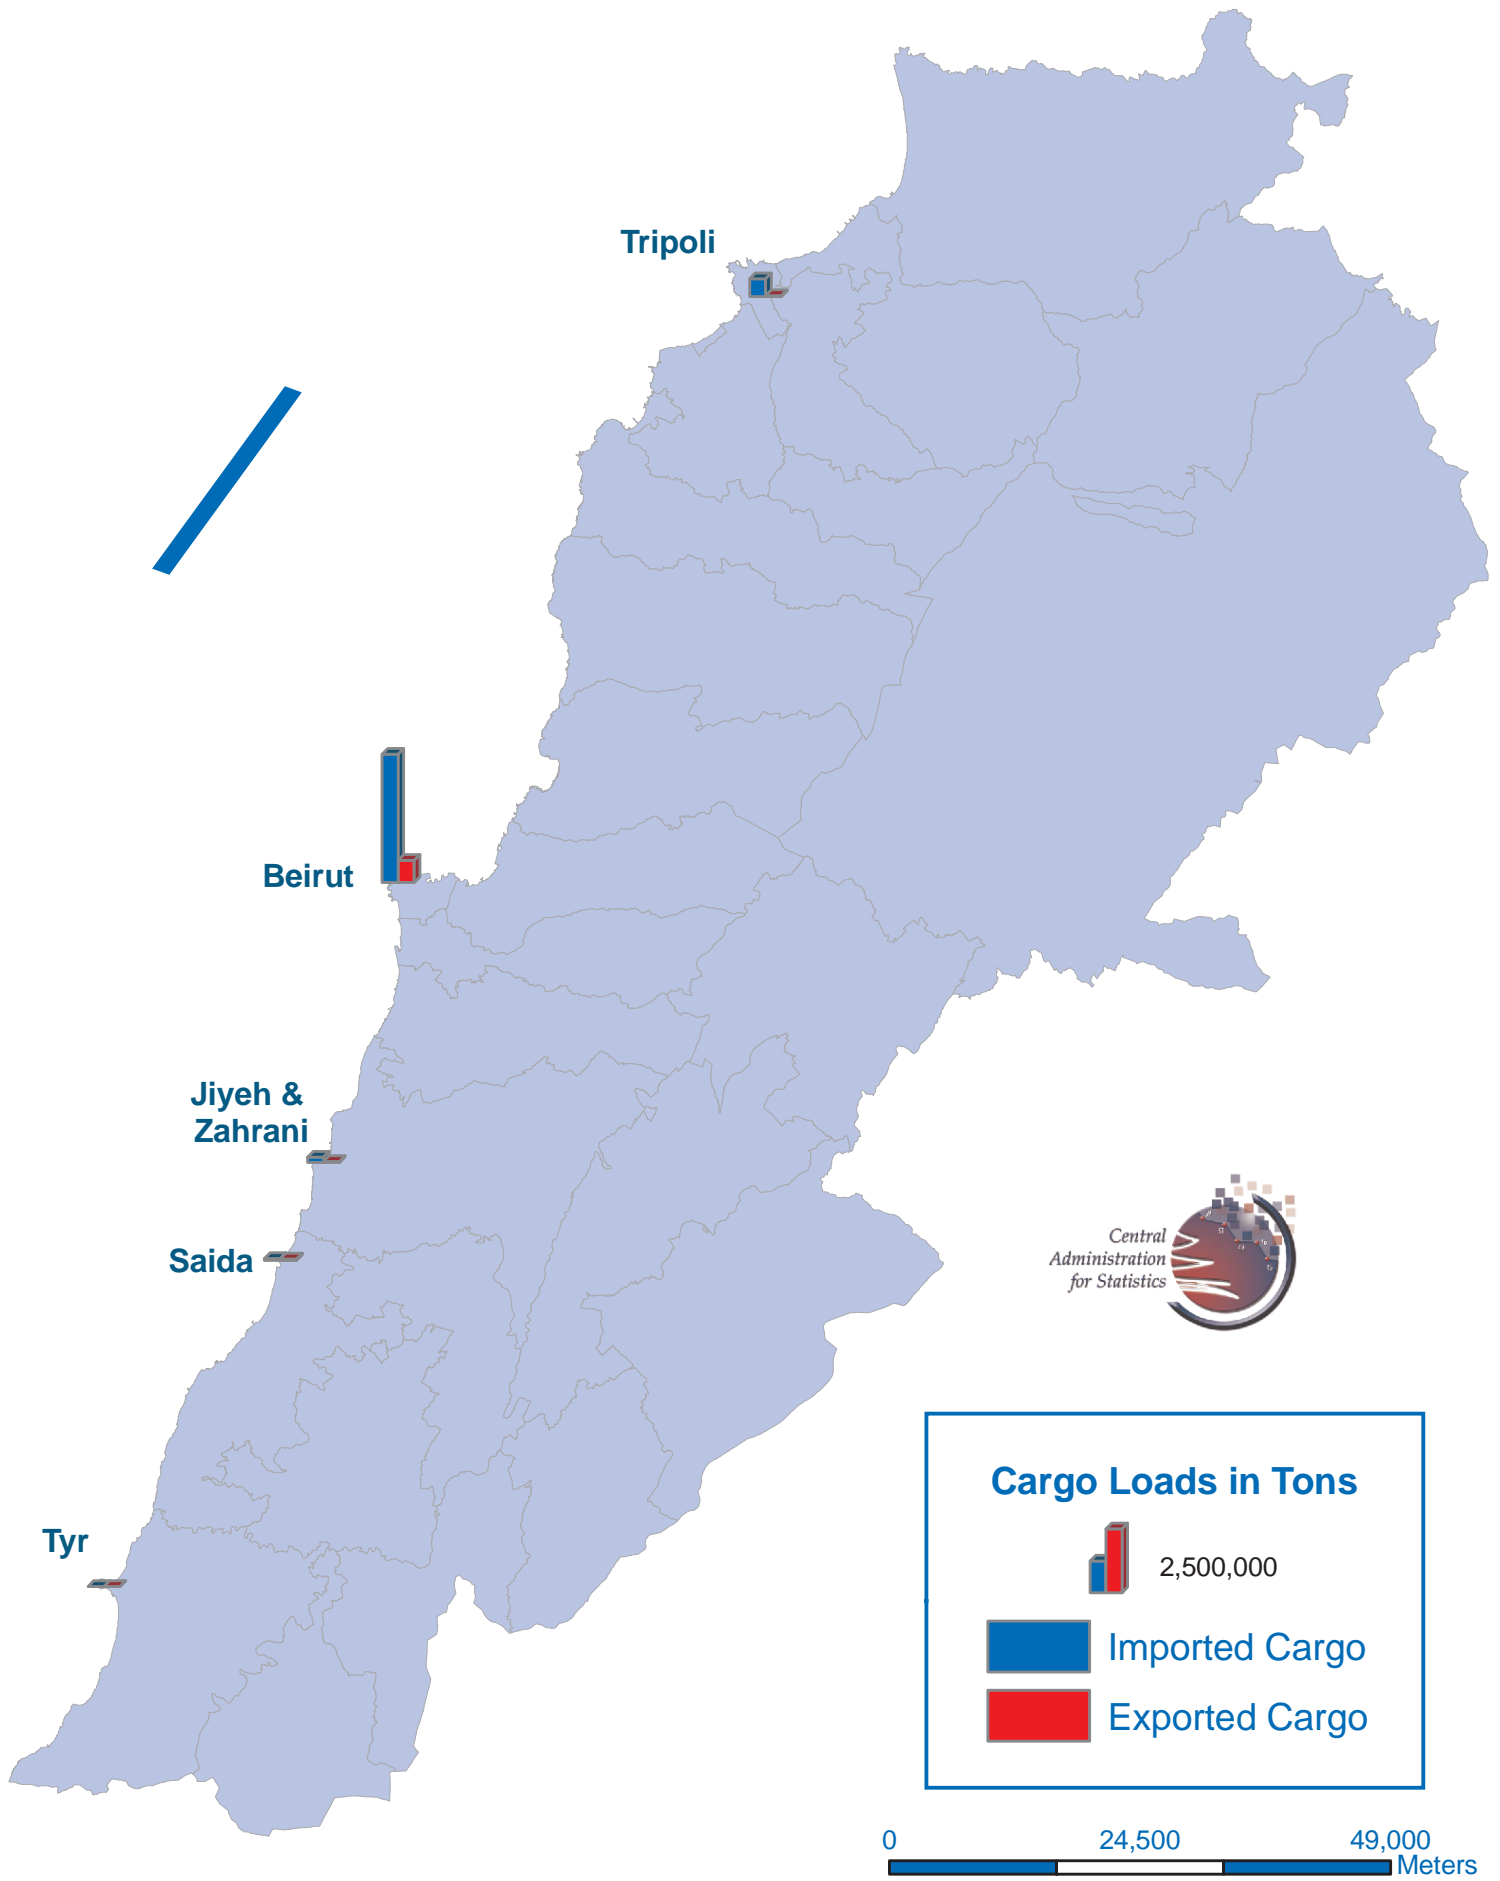 Tripoli
Beirut
Jiyeh &
Zahrani
Saida
Tyr
Central
Administration
for Statistics
Cargo Loads in Tons
2,500,000
Imported Cargo
Exported Cargo
0 24,500 49,000
Meters